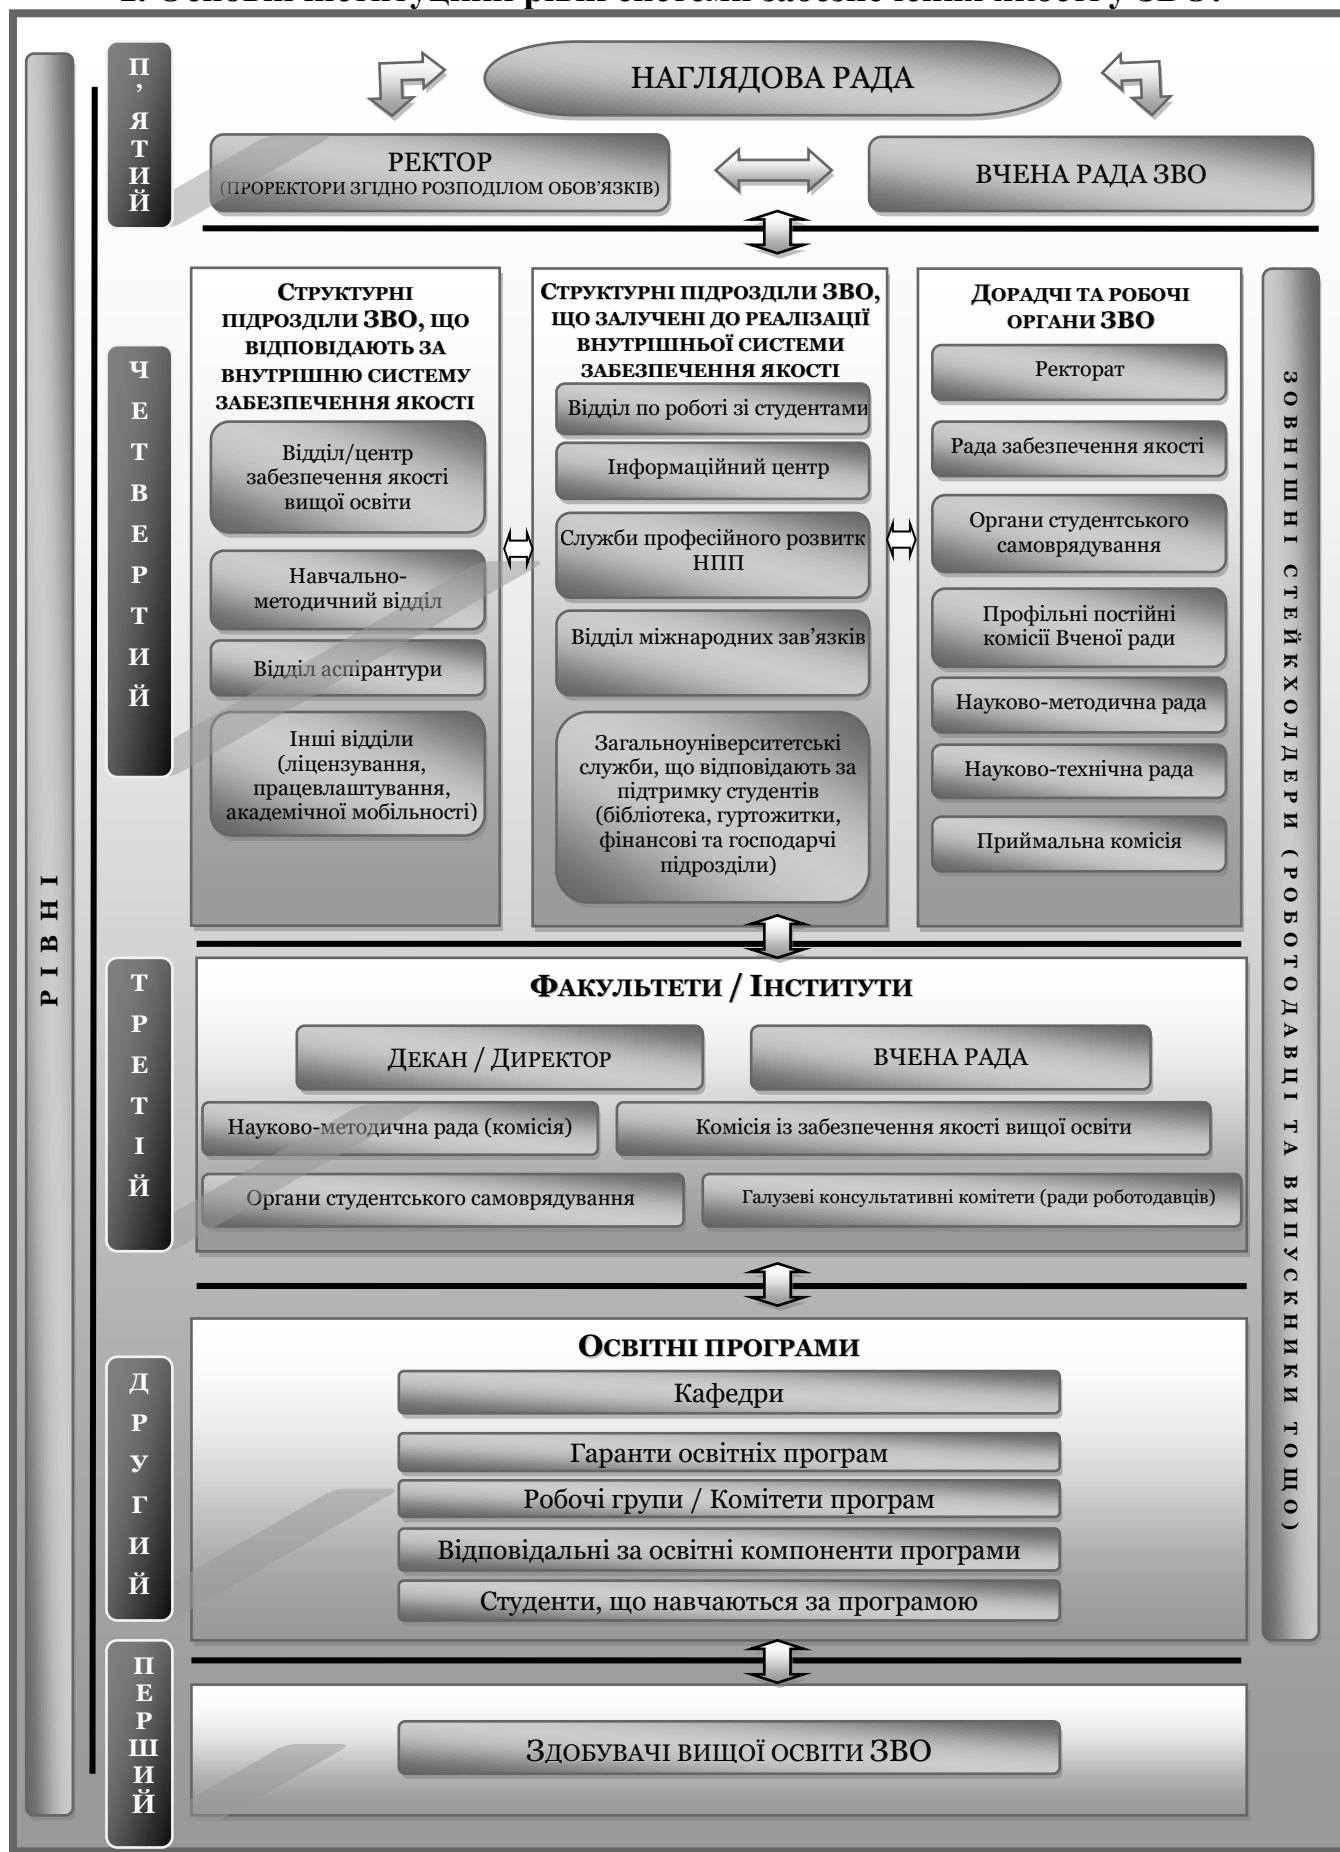 П’ЯТИЙ
НАГЛЯДОВА РАДА
РЕКТОР
(ПРОРЕКТОРИ ЗГІДНО РОЗПОДІЛОМ ОБОВ’ЯЗКІВ)
ВЧЕНА РАДА ЗВО
РІВНІ
ЧЕТВЕРТИЙ
СТРУКТУРНІ
ПІДРОЗДІЛИ ЗВО, ЩО
ВІДПОВІДАЮТЬ ЗА
ВНУТРІШНЮ СИСТЕМУ
ЗАБЕЗПЕЧЕННЯ ЯКОСТІ
Відділ/центр
забезпечення якості
вищої освіти
Навчально-
методичний відділ
Відділ аспірантури
Інші відділи
(ліцензування,
працевлаштування,
академічної мобільності)
СТРУКТУРНІ ПІДРОЗДІЛИ ЗВО,
ЩО ЗАЛУЧЕНІ ДО РЕАЛІЗАЦІЇ
ВНУТРІШНЬОЇ СИСТЕМИ
ЗАБЕЗПЕЧЕННЯ ЯКОСТІ
Відділ по роботі зі студентами
Інформаційний центр
Служби професійного розвитк
НПП
Відділ міжнародних зав’язків
Загальноуніверситетські
служби, що відповідають за
підтримку студентів
(бібліотека, гуртожитки,
фінансові та господарчі
підрозділи)
ДОРАДЧІ ТА РОБОЧІ
ОРГАНИ ЗВО
Ректорат
Рада забезпечення якості
Органи студентського
самоврядування
Профільні постійні
комісії Вченої ради
Науково-методична рада
Науково-технічна рада
Приймальна комісія
ЗОВНІШНІ СТЕЙКХОЛДЕРИ (РОБОТОДАВЦІ ТА ВИПУСКНИКИ ТОЩО)
ТРЕТІЙ
ФАКУЛЬТЕТИ / ІНСТИТУТИ
ДЕКАН / ДИРЕКТОР
ВЧЕНА РАДА
Науково-методична рада (комісія)
Комісія із забезпечення якості вищої освіти
Органи студентського самоврядування
Галузеві консультативні комітети (ради роботодавців)
ДРУГИЙ
ОСВІТНІ ПРОГРАМИ
Кафедри
Гаранти освітніх програм
Робочі групи / Комітети програм
Відповідальні за освітні компоненти програми
Студенти, що навчаються за програмою
ПЕРШИЙ
ЗДОБУВАЧІ ВИЩОЇ ОСВІТИ ЗВО